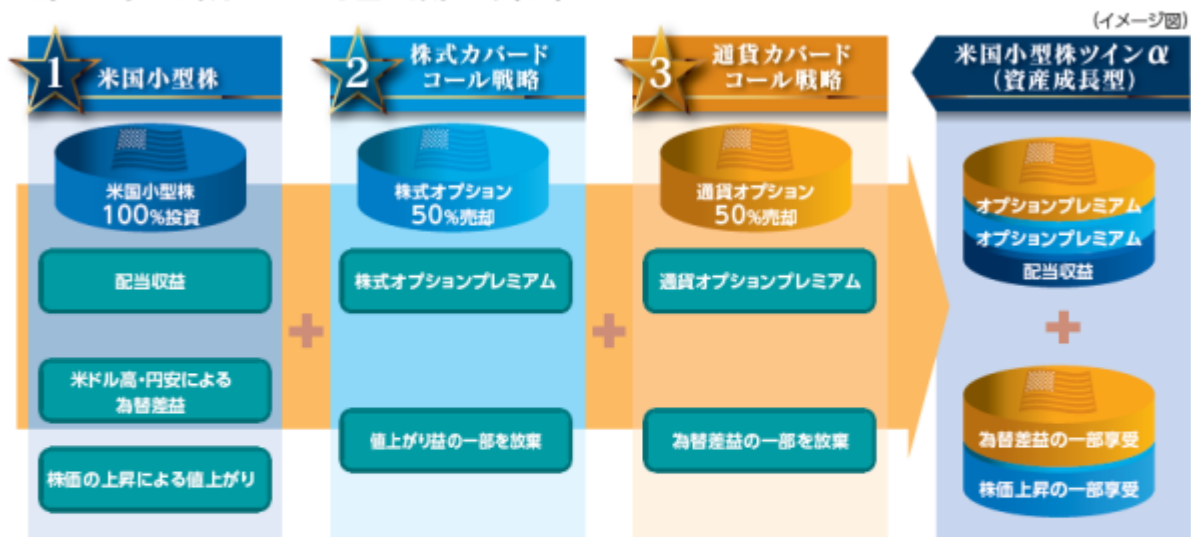 (イメージ図)
1 米国小型株
2 株式カバード
コール戦略
3 通貨カバード
コール戦略
米国小型株ツインα
(資産成長型)
米国小型株
100%投資
株式オプション
50%売却
通貨オプション
50%売却
オプションプレミアム
オプションプレミアム
配当収益
配当収益
株式オプションプレミアム
通貨オプションプレミアム
+
+
+
米ドル高・円安による
為替差益
値上がり益の一部を放棄
為替差益の一部を放棄
株価の上昇による値上がり
為替差益の一部享受
株価上昇の一部享受